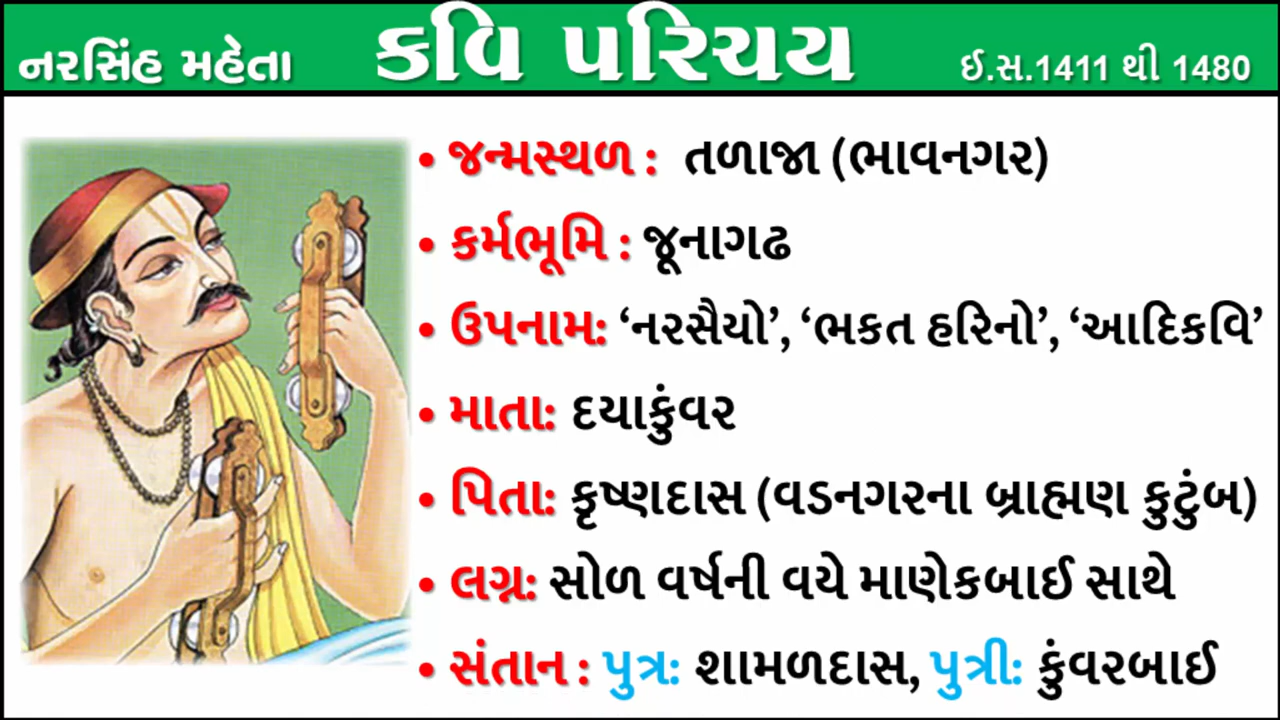 નરસિંહ મહેતા કવિ પરિચય ઈ.સ.1411 થી 1480
• જન્મસ્થળ : તળાજા (ભાવનગર)
• કર્મભૂમિ : જૂનાગઢ
• ઉપનામ: ‘નરસૈયો’, ‘ભકત હરિનો’, ‘આદિકવિ’
• માતા: દયાકુંવર
• પિતા: કૃષ્ણદાસ (વડનગરના બ્રાહ્મણ કુટુંબ)
• લગ્ન: સોળ વર્ષની વયે માણેકબાઈ સાથે
• સંતાન : પુત્ર: શામળદાસ, પુત્રી: કુંવરબાઈ